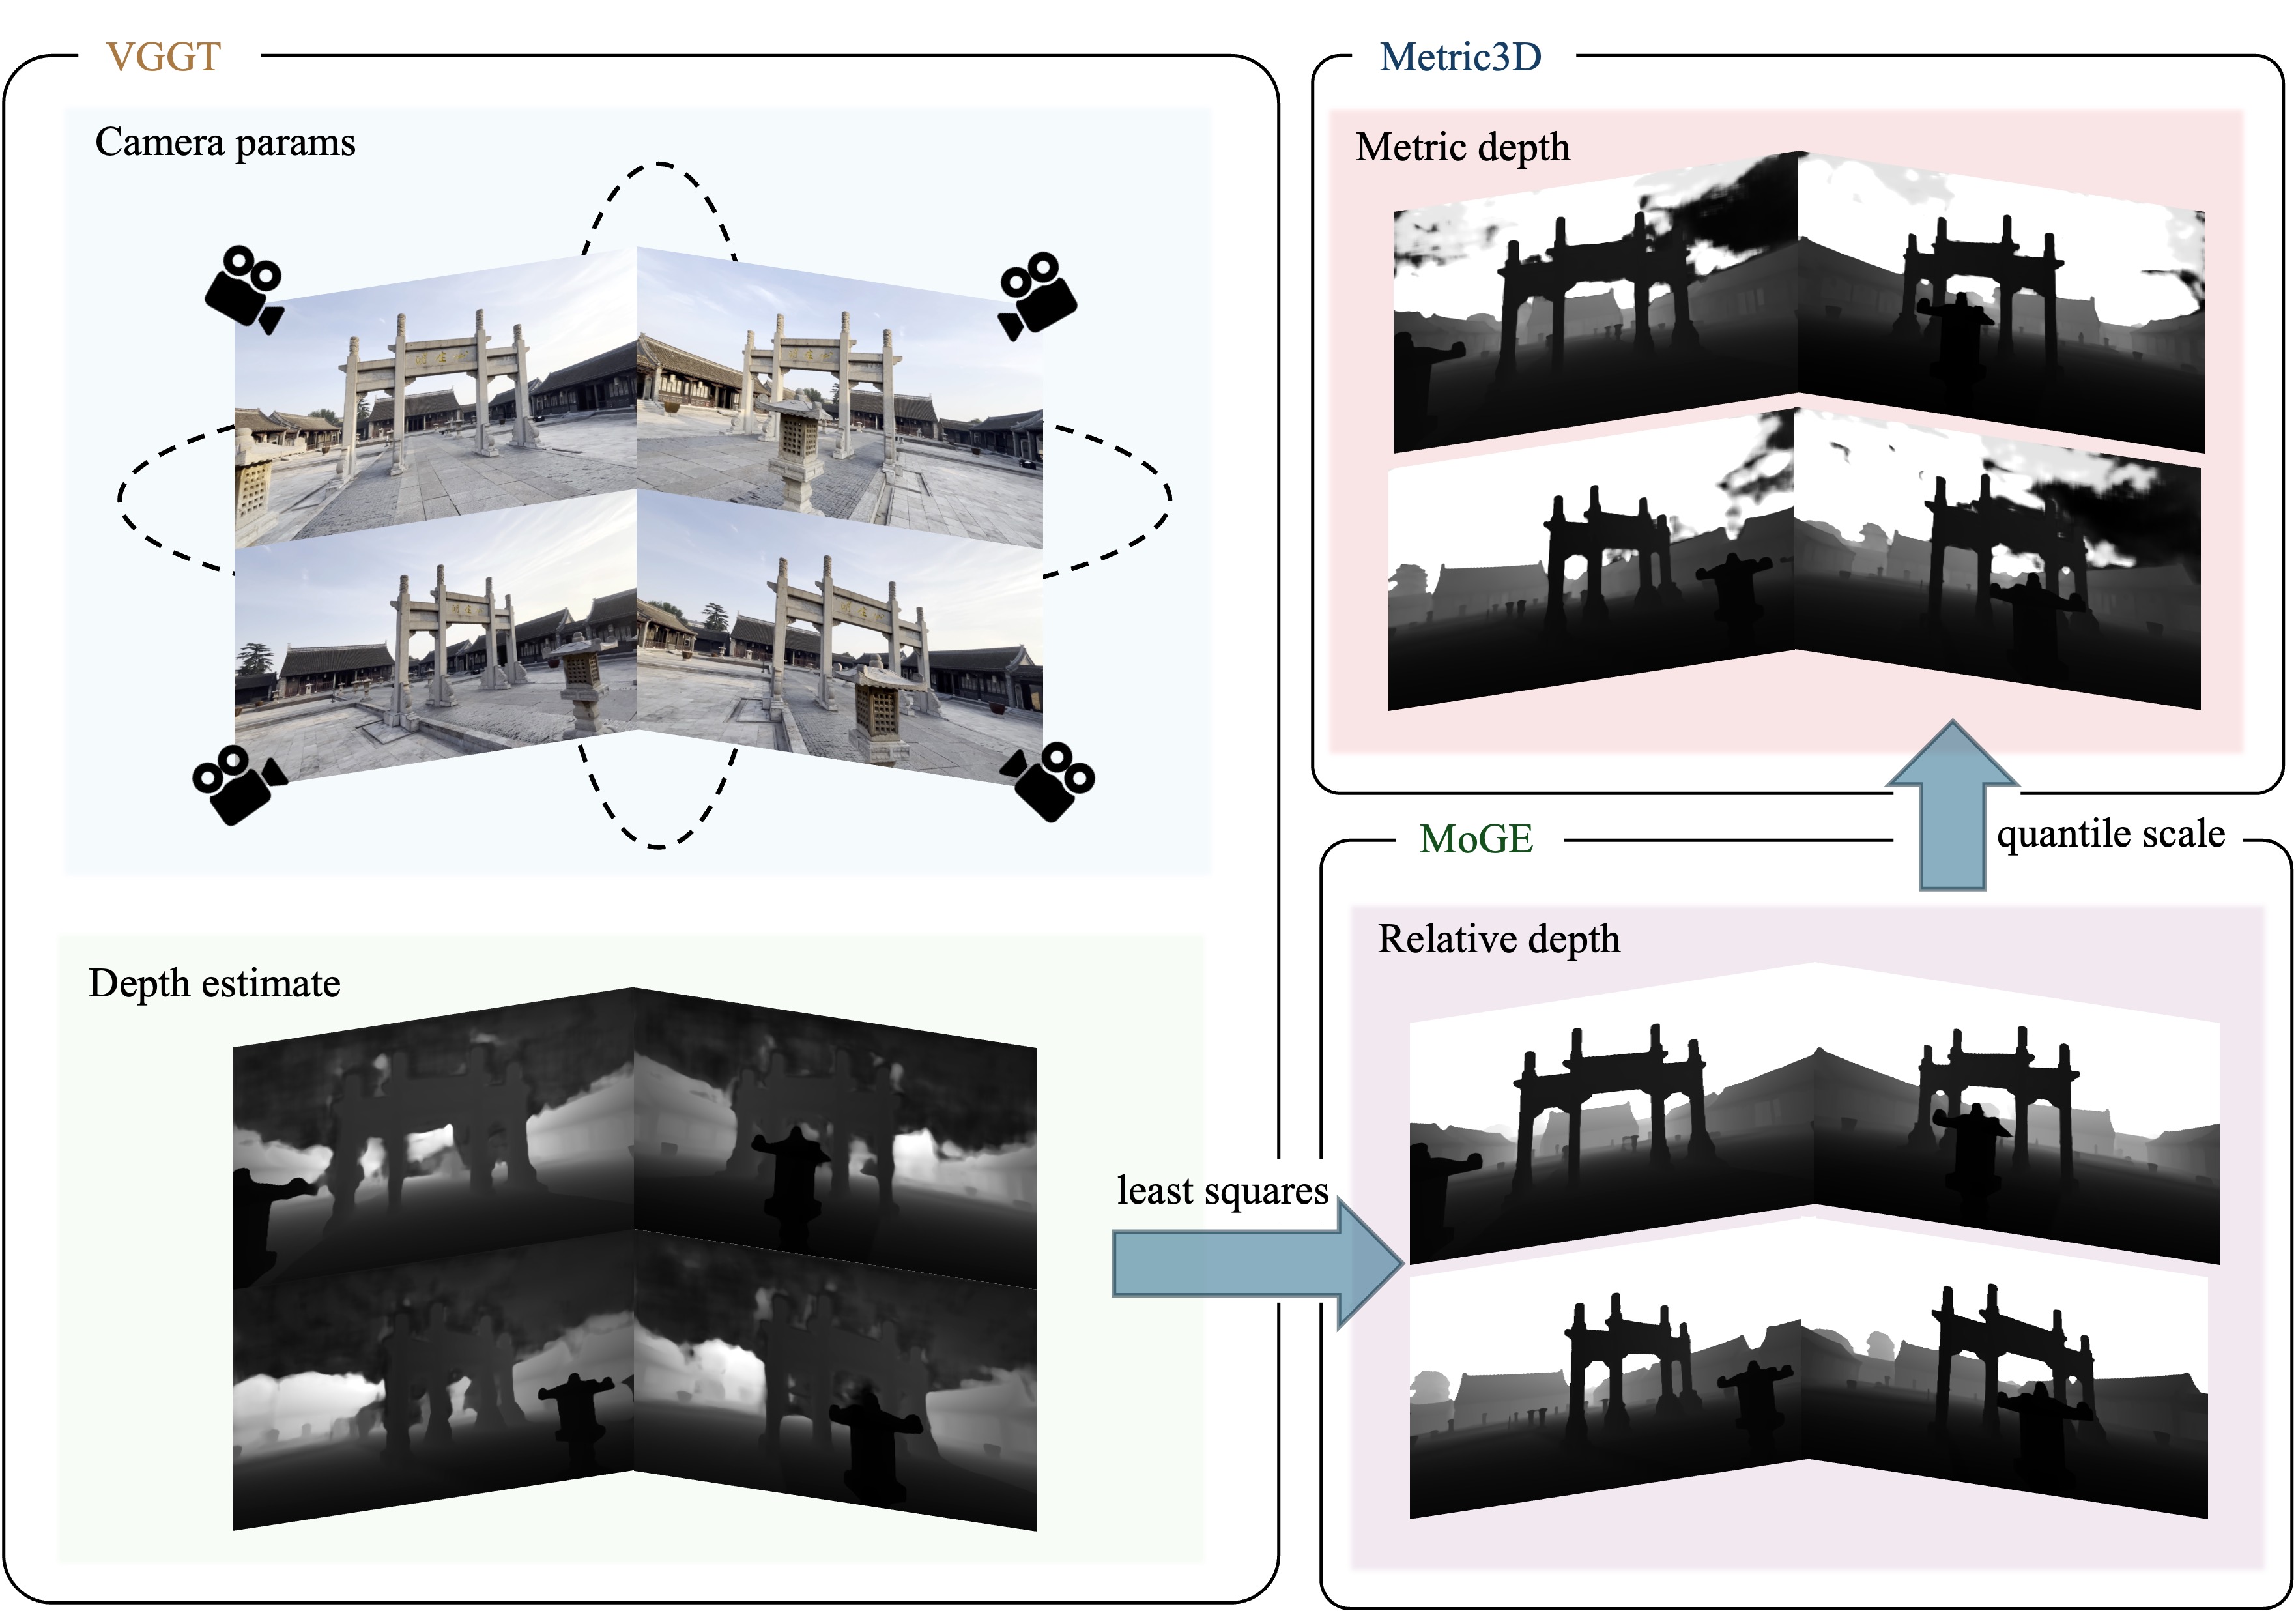 VGGT
Camera params
Depth estimate
least squares
Metric3D
Metric depth
quantile scale
MoGE
Relative depth